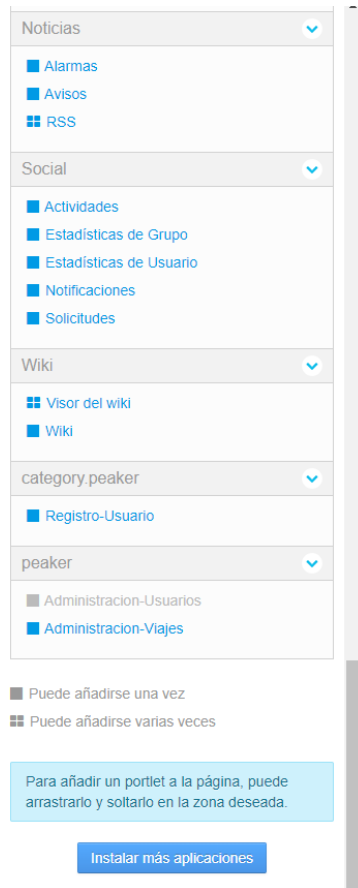 Noticias
Alarmas
Avisos
RSS
Social
Actividades
Estadísticas de Grupo
Estadísticas de Usuario
Notificaciones
Solicitudes
Wiki
Visor del wiki
Wiki
category.peaker
Registro-Usuario
peaker
Administracion-Usuarios
Administracion-Viajes
Puede añadirse una vez
Puede añadirse varias veces
Para añadir un portlet a la página, puede
arrastrarlo y soltarlo en la zona deseada.
Instalar más aplicaciones